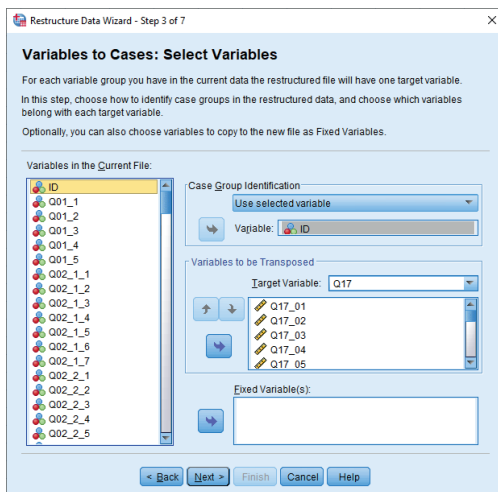 Restructure Data Wizard - Step 3 of 7
Variables to Cases: Select Variables
For each variable group you have in the current data the restructured file will have one target variable.
In this step, choose how to identify case groups in the restructured data, and choose which variables
belong with each target variable.
Optionally, you can also choose variables to copy to the new file as Fixed Variables.
Variables in the Current File:
ID
Q01_1
Q01_2
Q01_3
Q01_4
Q01_5
Q02_1_1
Q02_1_2
Q02_1_3
Q02_1_4
Q02_1_5
Q02_1_6
Q02_1_7
Q02_2_1
Q02_2_2
Q02_2_3
Q02_2_4
Q02_2_5
Case Group Identification
Use selected variable
Variable: ID
Variables to be Transposed
Target Variable: Q17
Q17_01
Q17_02
Q17_03
Q17_04
Q17_05
Fixed Variable(s):
< Back Next > Finish Cancel Help